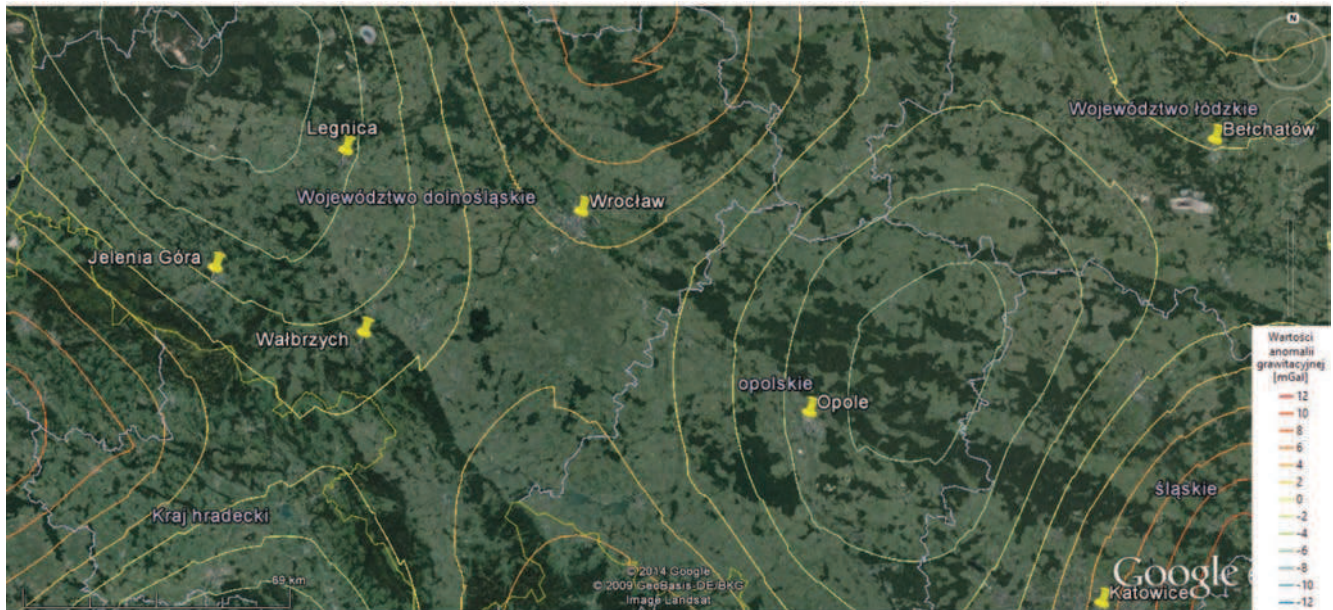 N
Województwo łódzkie
Bełchatów
Legnica
Województwo dolnośląskie
Wrocław
Jelenia Góra
Wałbrzych
opolskie
Opole
śląskie
Kraj hradecki
69 km
© 2014 Google
© 2009 GeoBasis-DE/BKG
Image Landsat
Google
Katowice
Wartości
anomalii
grawitacyjnej
[mGal]
12
10
8
6
4
2
0
-2
-4
-6
-8
-10
-12